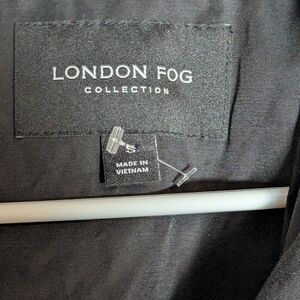 LONDON FOG
COLLECTION
S
MADE IN
VIETNAM